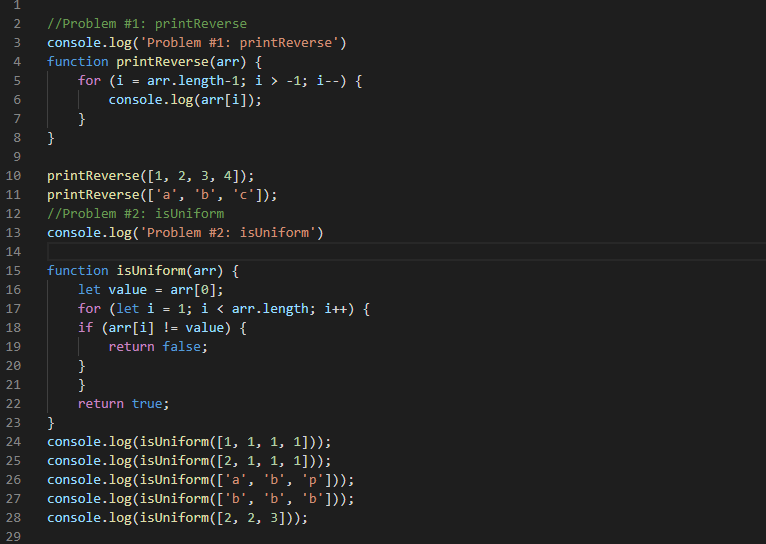 1
2 //Problem #1: printReverse
3 console.log('Problem #1: printReverse')
4 function printReverse(arr) {
5     for (i = arr.length-1; i > -1; i--) {
6         console.log(arr[i]);
7     }
8 }
9
10 printReverse([1, 2, 3, 4]);
11 printReverse(['a', 'b', 'c']);
12 //Problem #2: isUniform
13 console.log('Problem #2: isUniform')
14
15 function isUniform(arr) {
16     let value = arr[0];
17     for (let i = 1; i < arr.length; i++) {
18     if (arr[i] != value) {
19         return false;
20     }
21     }
22     return true;
23 }
24 console.log(isUniform([1, 1, 1, 1]));
25 console.log(isUniform([2, 1, 1, 1]));
26 console.log(isUniform(['a', 'b', 'p']));
27 console.log(isUniform(['b', 'b', 'b']));
28 console.log(isUniform([2, 2, 3]));
29